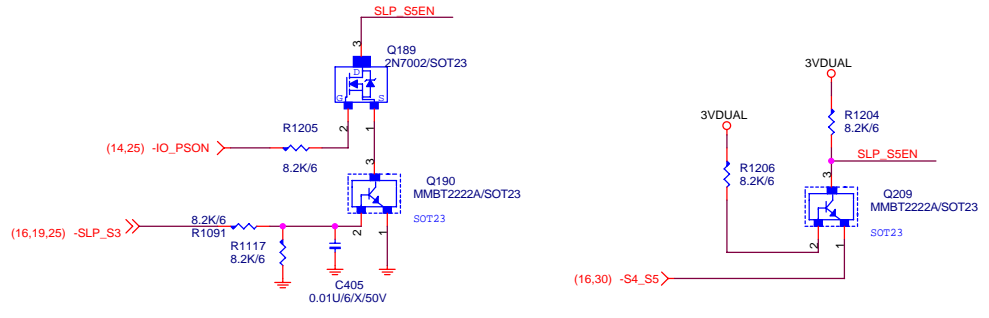 SLP_S5EN
3
Q189
2N7002/SOT23
D
G
S
2
1
R1205
8.2K/6
(14,25) -IO_PSON
3
Q190
MMBT2222A/SOT23
SOT23
8.2K/6
R1091
(16,19,25) -SLP_S3
2
1
R1117
8.2K/6
C405
0.01U/6/X/50V
3VDUAL
R1204
8.2K/6
3VDUAL
SLP_S5EN
R1206
8.2K/6
3
Q209
MMBT2222A/SOT23
SOT23
2
1
(16,30) -S4_S5